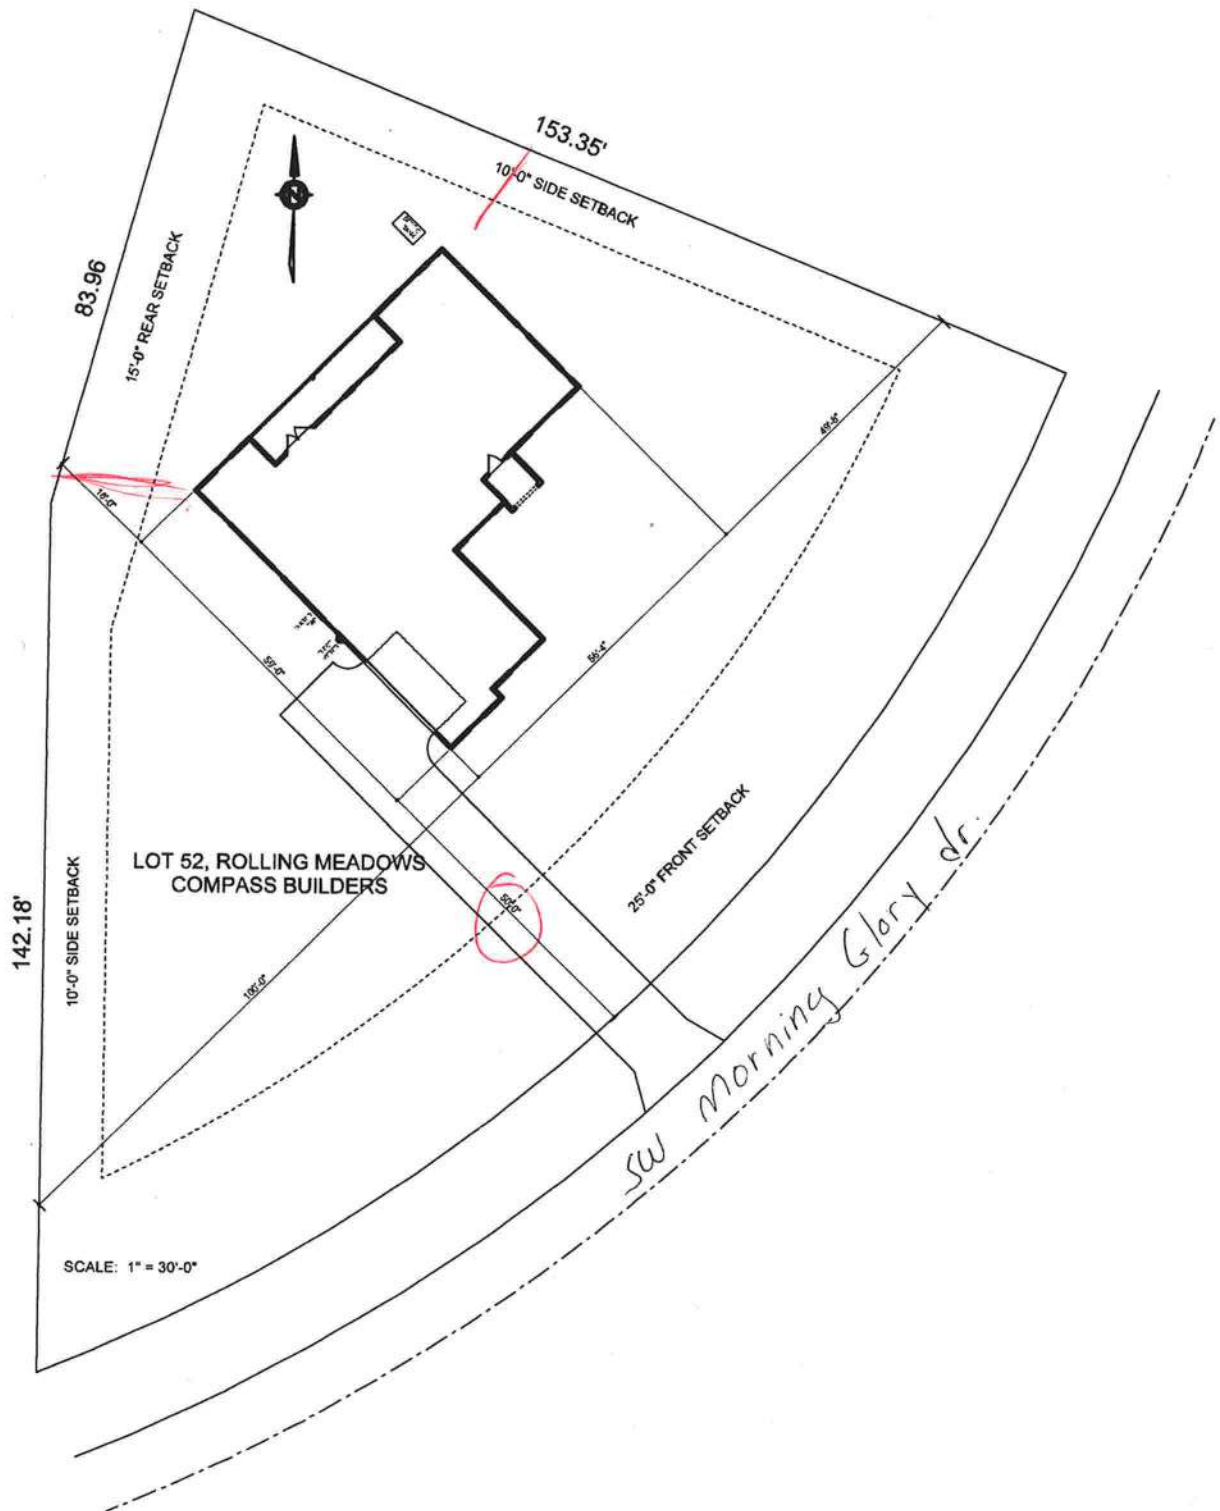 153.35'
10'-0" SIDE SETBACK
83.96
15'-0" REAR SETBACK
N
49'-8"
18'-0"
59'-0"
56'-4"
LOT 52, ROLLING MEADOWS
COMPASS BUILDERS
50'-0"
25'-0" FRONT SETBACK
142.18'
10'-0" SIDE SETBACK
100'-0"
SW Morning Glory dr.
SCALE: 1" = 30'-0"